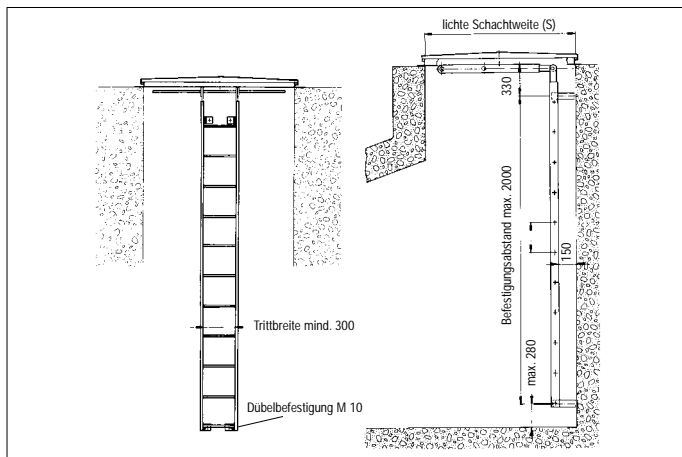 lichte Schachtweite (S)
330
Befestigungsabstand max. 2000
150
Trittbreite mind. 300
max. 280
Dübelbefestigung M 10